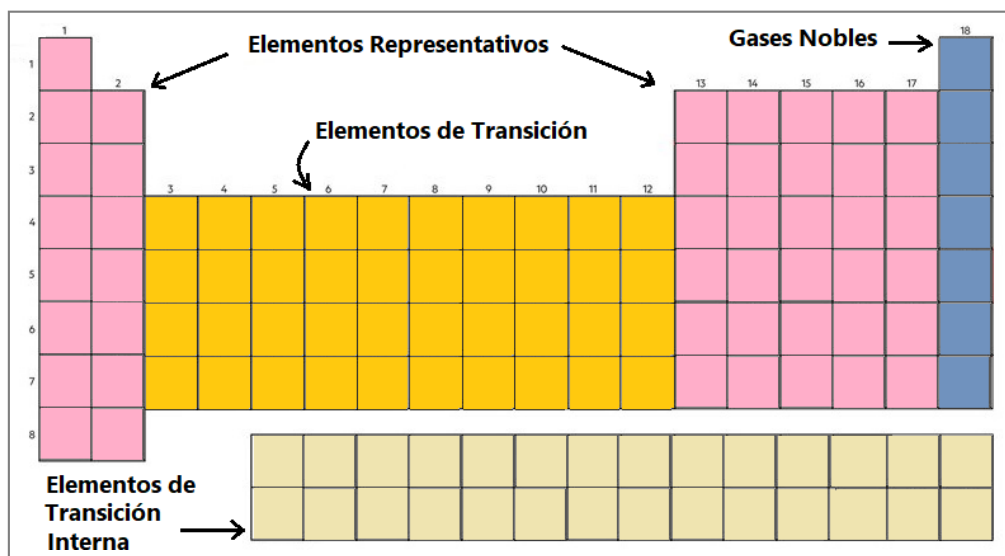 1
18
Elementos Representativos
Gases Nobles
1
2
13 14 15 16 17
2
Elementos de Transición
3
3 4 5 6 7 8 9 10 11 12
4
5
6
7
8
Elementos de
Transición
Interna